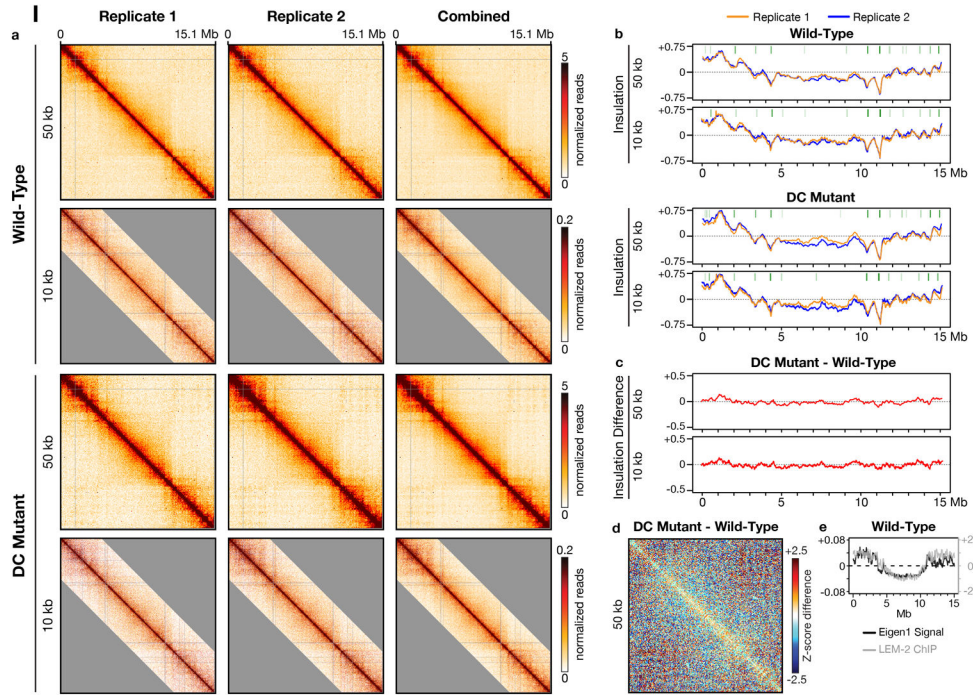 I
Replicate 1
Replicate 2
Combined
a
0
15.1 Mb
0
15.1 Mb
0
15.1 Mb
Wild-Type
50 kb
5
normalized reads
0
10 kb
0.2
normalized reads
0
DC Mutant
50 kb
5
normalized reads
0
10 kb
0.2
normalized reads
0
Replicate 1
Replicate 2
b
Wild-Type
Insulation
50 kb
+0.75
0
-0.75
10 kb
+0.75
0
-0.75
0
5
10
15 Mb
DC Mutant
Insulation
50 kb
+0.75
0
-0.75
10 kb
+0.75
0
-0.75
0
5
10
15 Mb
c
DC Mutant - Wild-Type
Insulation Difference
50 kb
+0.5
0
-0.5
10 kb
+0.5
0
-0.5
0
5
10
15 Mb
d
DC Mutant - Wild-Type
50 kb
+2.5
Z-score difference
-2.5
e
Wild-Type
+0.08
0
-0.08
+2
0
-2
0
5
10
15
Mb
Eigen1 Signal
LEM-2 ChIP